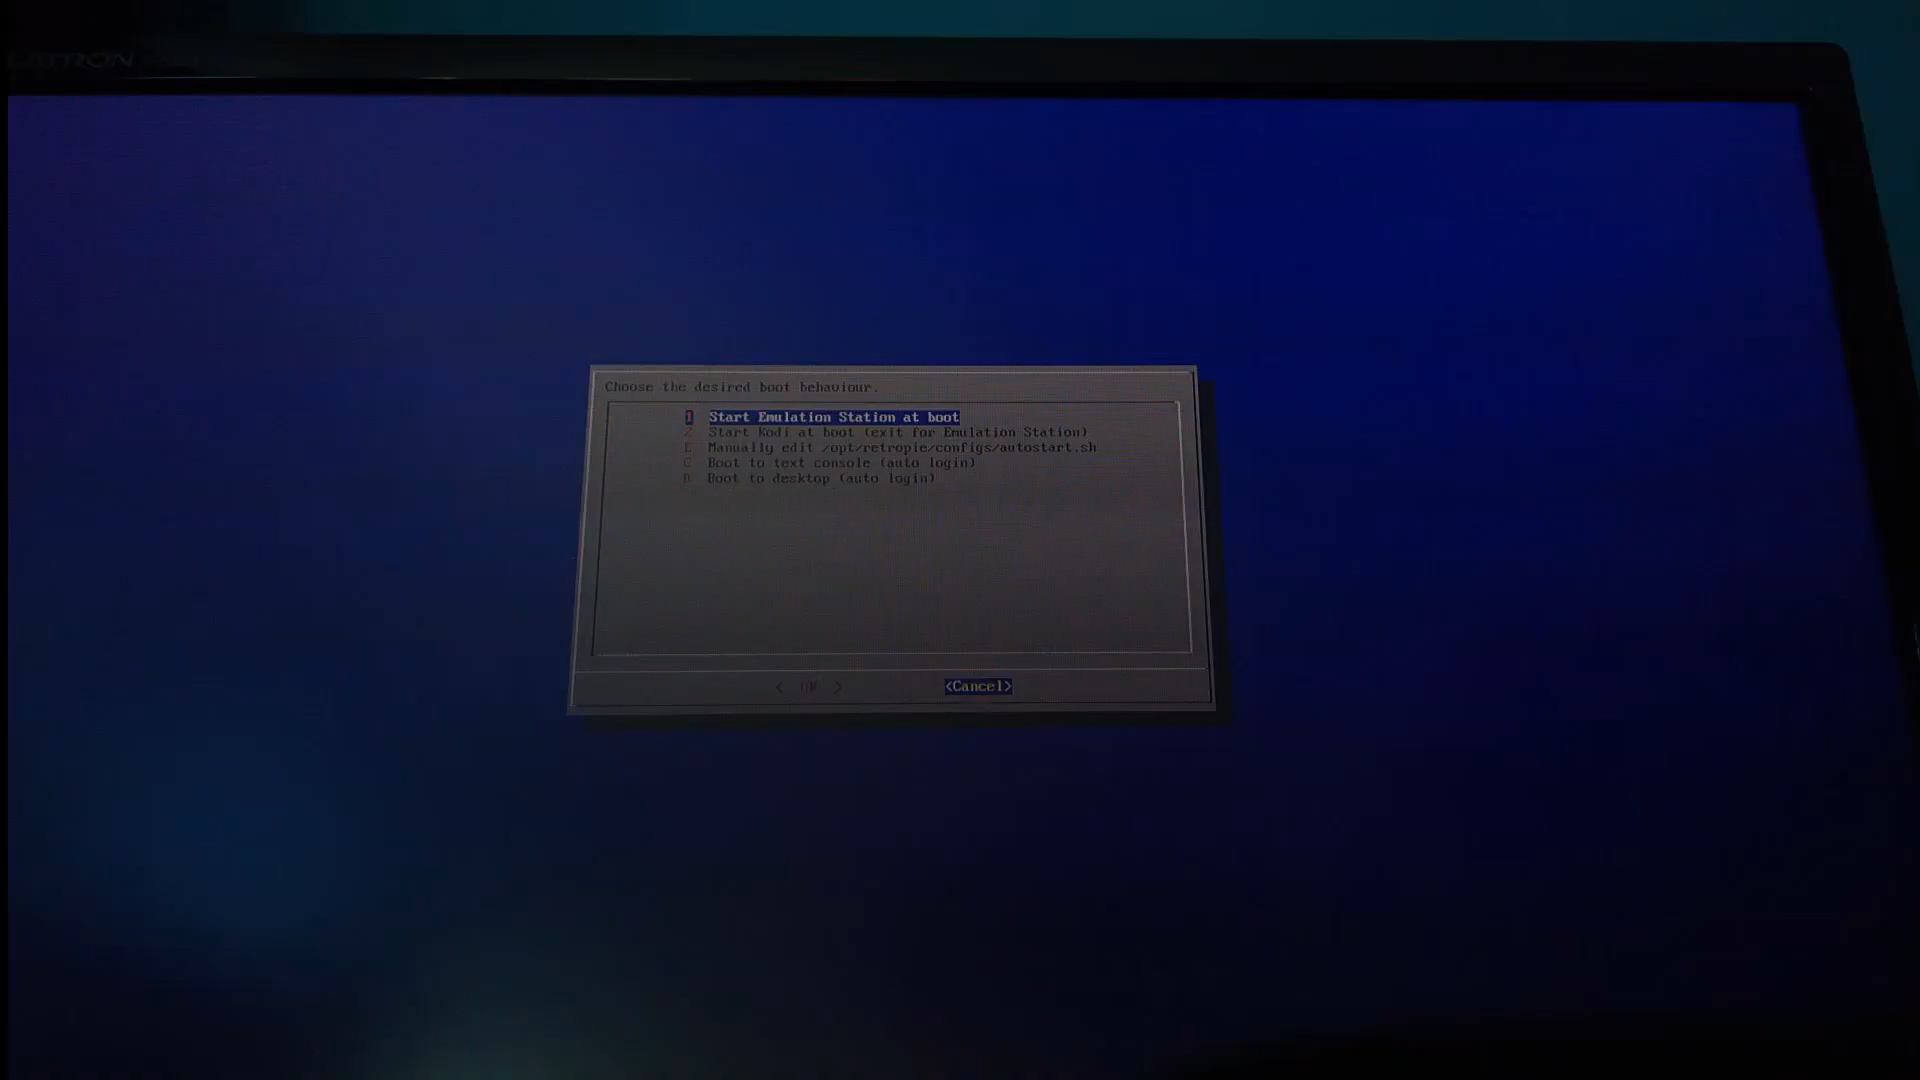 Choose the desired boot behaviour.
1 Start Emulation Station at boot
2 Start Kodi at boot (exit for Emulation Station)
E Manually edit /opt/retropie/configs/autostart.sh
C Boot to text console (auto login)
D Boot to desktop (auto login)
< OK > <Cancel>